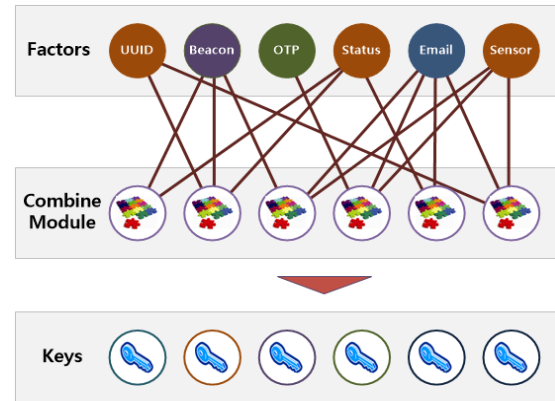 Factors
UUID
Beacon
OTP
Status
Email
Sensor
Combine
Module
Keys